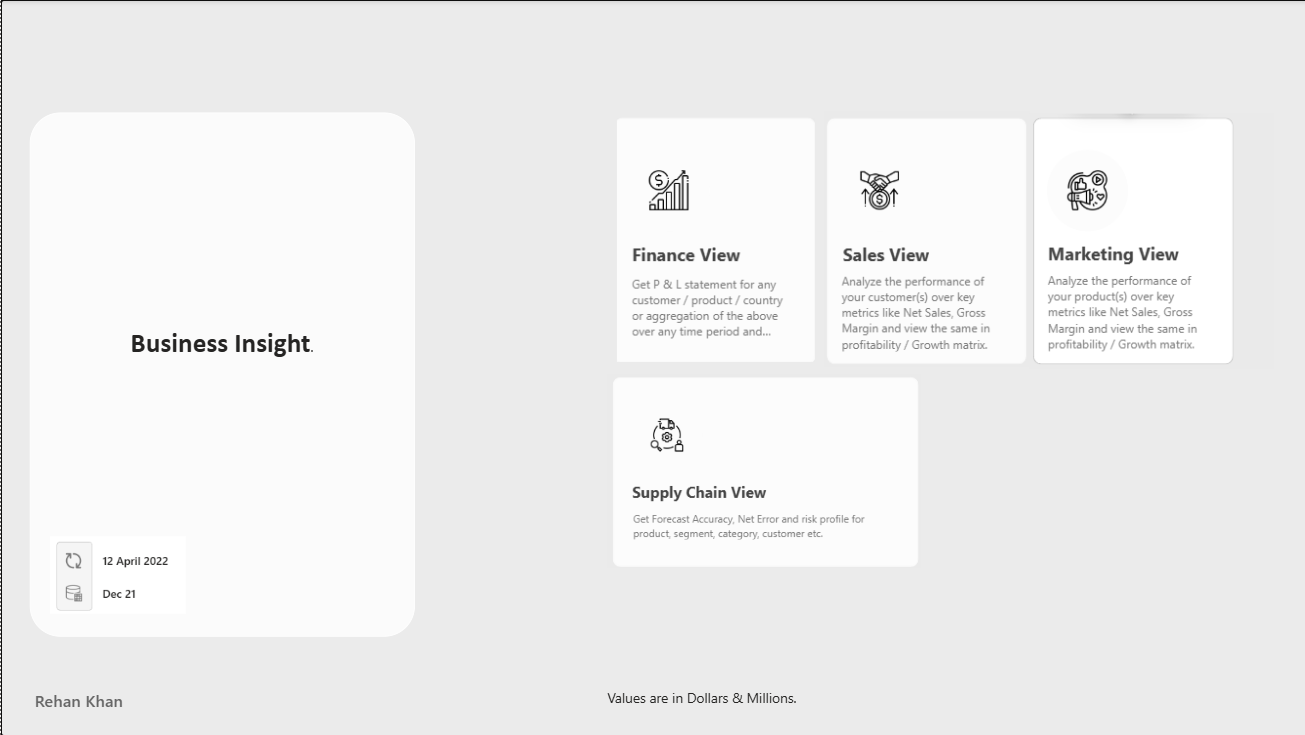 Business Insight.
12 April 2022
Dec 21
Rehan Khan
Finance View
Get P & L statement for any
customer / product / country
or aggregation of the above
over any time period and...
Sales View
Analyze the performance of
your customer(s) over key
metrics like Net Sales, Gross
Margin and view the same in
profitability / Growth matrix.
Marketing View
Analyze the performance of
your product(s) over key
metrics like Net Sales, Gross
Margin and view the same in
profitability / Growth matrix.
Supply Chain View
Get Forecast Accuracy, Net Error and risk profile for
product, segment, category, customer etc.
Values are in Dollars & Millions.